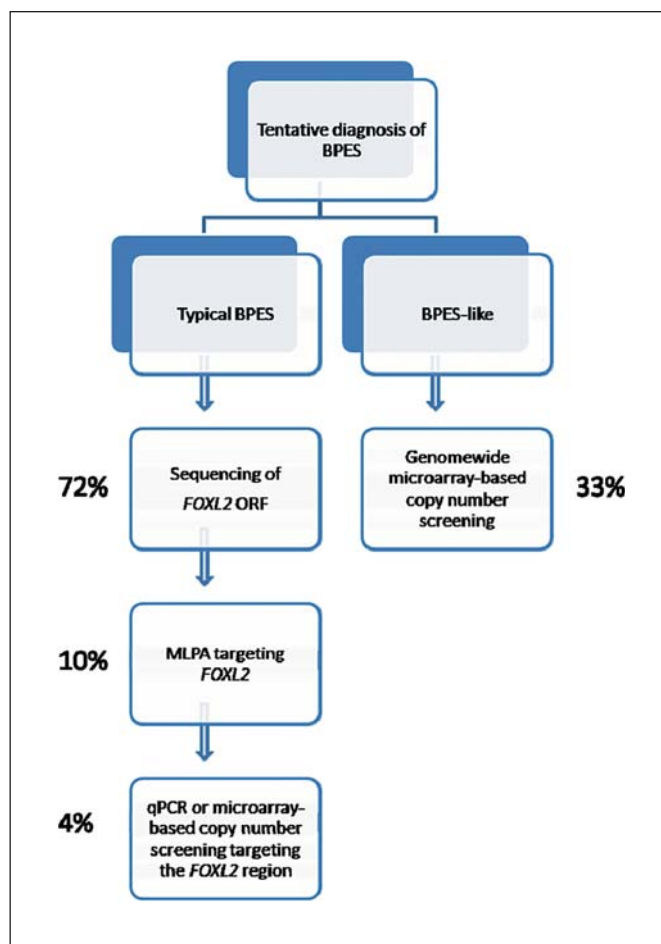 Tentative diagnosis of
BPES
Typical BPES
BPES-like
72%
Sequencing of
FOXL2 ORF
Genomewide
microarray-based
copy number
screening
33%
10%
MLPA targeting
FOXL2
4%
qPCR or microarray-
based copy number
screening targeting
the FOXL2 region